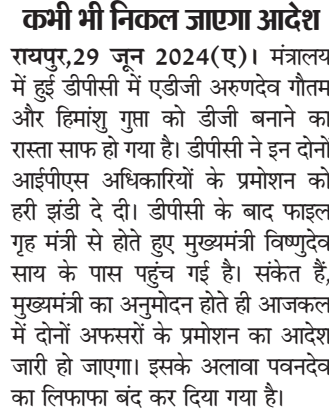 कभी भी निकल जाएगा आदेश
रायपुर,29 जून 2024(ए)। मंत्रालय
में हुई डीपीसी में एडीजी अरुणदेव गौतम
और हिमांशु गुप्ता को डीजी बनाने का
रास्ता साफ हो गया है। डीपीसी ने इन दोनों
आईपीएस अधिकारियों के प्रमोशन को
हरी झंडी दे दी। डीपीसी के बाद फाइल
गृह मंत्री से होते हुए मुख्यमंत्री विष्णुदेव
साय के पास पहुंच गई है। संकेत हैं,
मुख्यमंत्री का अनुमोदन होते ही आजकल
में दोनों अफसरों के प्रमोशन का आदेश
जारी हो जाएगा। इसके अलावा पवनदेव
का लिफाफा बंद कर दिया गया है।